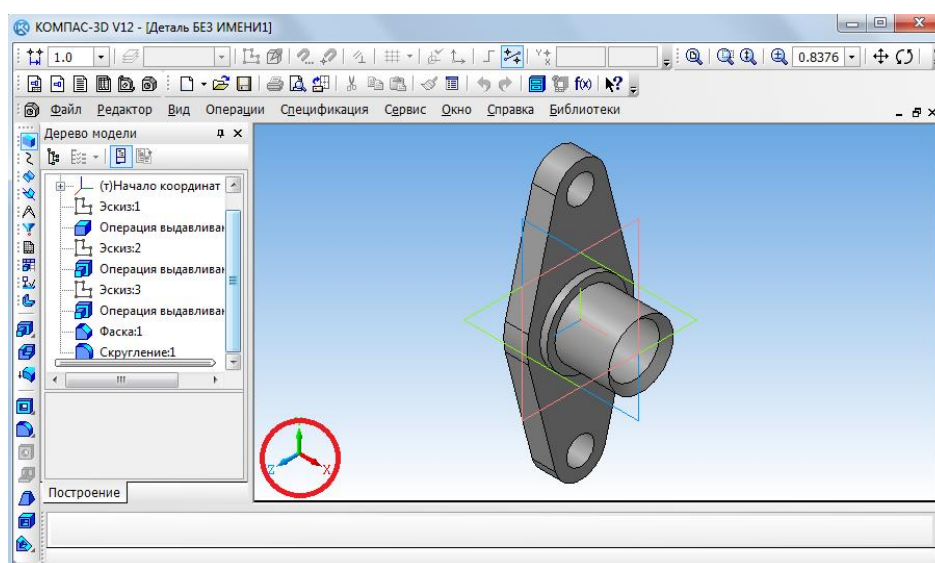 КОМПАС-3D V12 - [Деталь БЕЗ ИМЕНИ1]
1.0
0.8376
f(x)
Файл Редактор Вид Операции Спецификация Сервис Окно Справка Библиотеки
Дерево модели
(т)Начало координат
Эскиз:1
Операция выдавливан
Эскиз:2
Операция выдавливан
Эскиз:3
Операция выдавливан
Фаска:1
Скругление:1
Z X
Построение